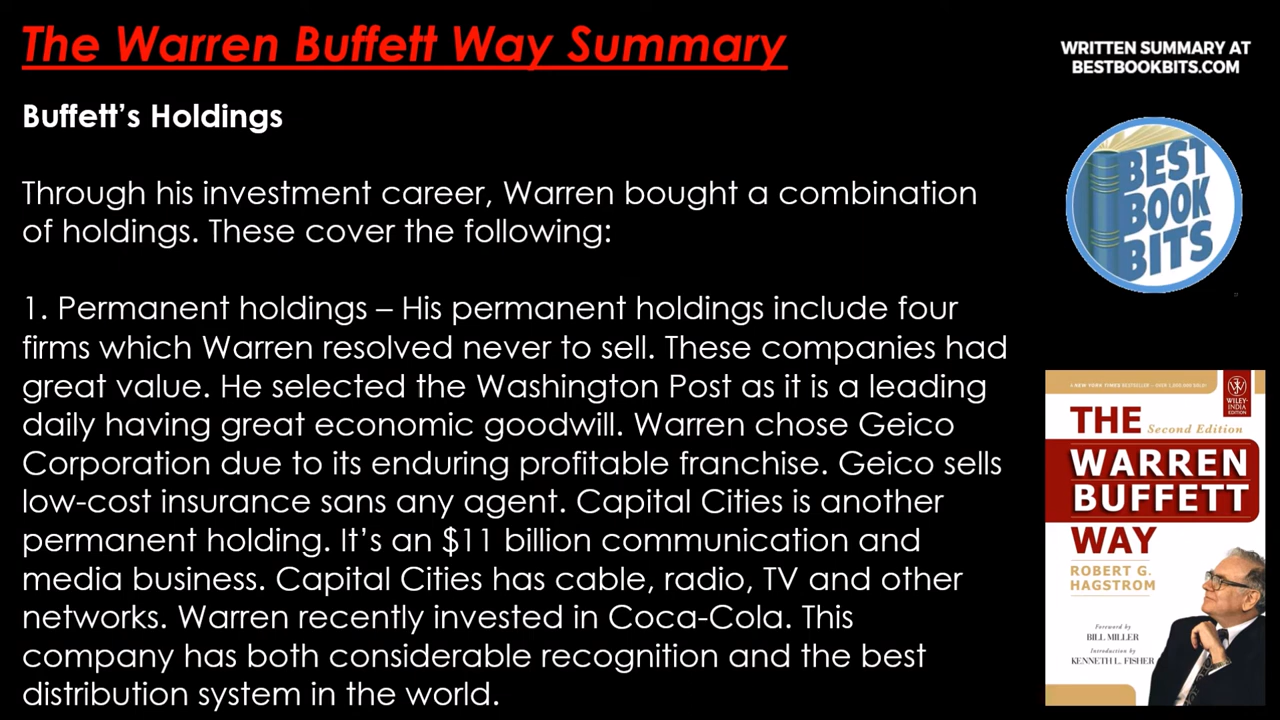 The Warren Buffett Way Summary
WRITTEN SUMMARY AT
BESTBOOKBITS.COM
Buffett's Holdings
Through his investment career, Warren bought a combination
of holdings. These cover the following:
1. Permanent holdings – His permanent holdings include four
firms which Warren resolved never to sell. These companies had
great value. He selected the Washington Post as it is a leading
daily having great economic goodwill. Warren chose Geico
Corporation due to its enduring profitable franchise. Geico sells
low-cost insurance sans any agent. Capital Cities is another
permanent holding. It's an $11 billion communication and
media business. Capital Cities has cable, radio, TV and other
networks. Warren recently invested in Coca-Cola. This
company has both considerable recognition and the best
distribution system in the world.
BEST
BOOK
BITS
WILEY-
INDIA
EDITION
THE
Second Edition
WARREN
BUFFETT
WAY
ROBERT G.
HAGSTROM
Foreword by
BILL MILLER
Introduction by
KENNETH L. FISHER